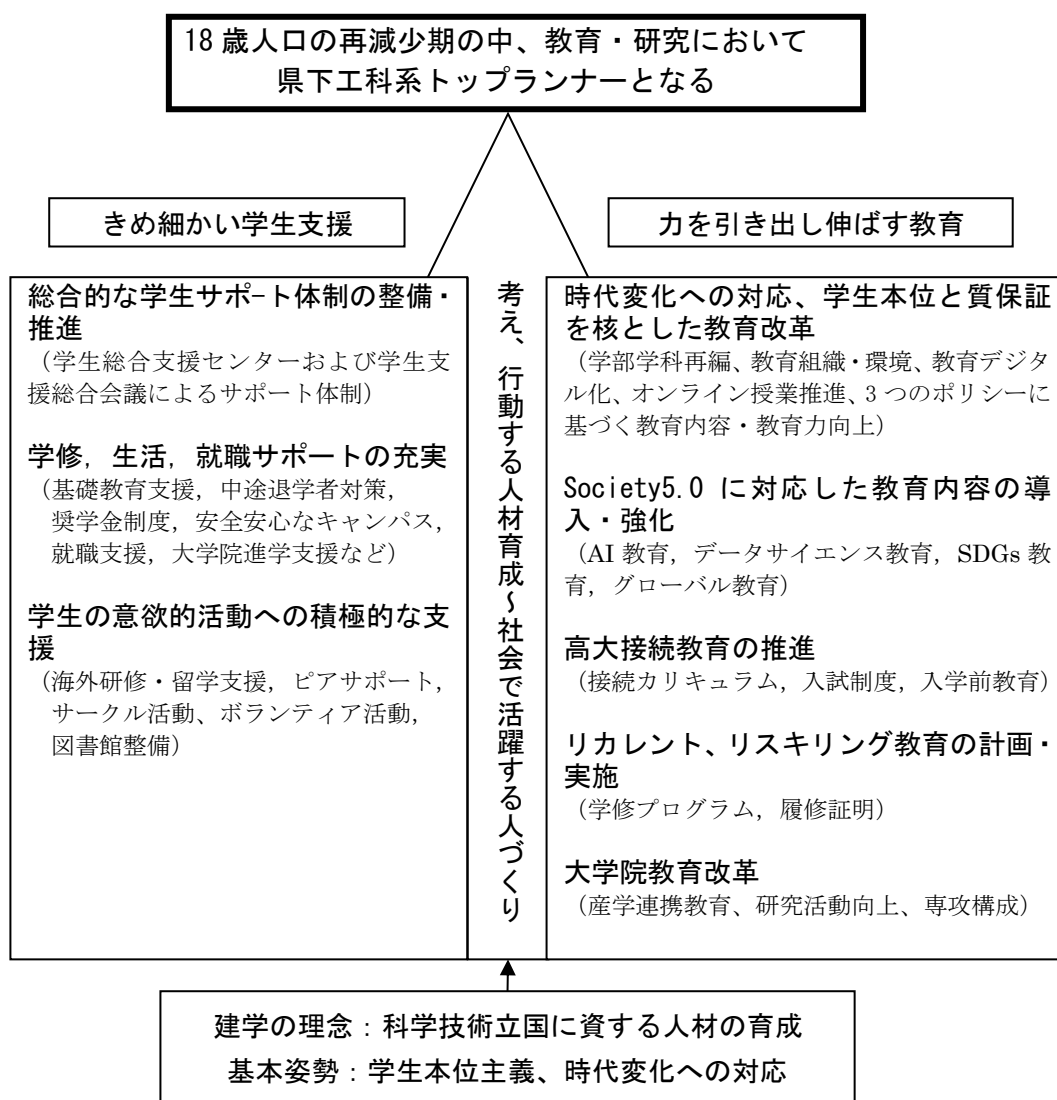 18 歳人口の再減少期の中、教育・研究において
県下工科系トップランナーとなる
きめ細かい学生支援
力を引き出し伸ばす教育
総合的な学生サポートﾄ体制の整備・
推進
（学生総合支援センターおよび学生支
援総合会議によるサポート体制）
学修，生活，就職サポートの充実
（基礎教育支援，中途退学者対策，
奨学金制度，安全安心なキャンパス，
就職支援，大学院進学支援など）
学生の意欲的活動への積極的な支
援
（海外研修・留学支援，ピアサポート，
サークル活動、ボランティア活動，
図書館整備）
考え、行動する人材育成～社会で活躍する人づくり
時代変化への対応、学生本位と質保証
を核とした教育改革
（学部学科再編、教育組織・環境、教育デジタ
ル化、オンライン授業推進、3 つのポリシーに
基づく教育内容・教育力向上）
Society5.0 に対応した教育内容の導
入・強化
（AI 教育，データサイエンス教育，SDGs 教
育，グローバル教育）
高大接続教育の推進
（接続カリキュラム，入試制度，入学前教育）
リカレント、リスキリング教育の計画・
実施
（学修プログラム，履修証明）
大学院教育改革
（産学連携教育、研究活動向上、専攻構成）
建学の理念：科学技術立国に資する人材の育成
基本姿勢：学生本位主義、時代変化への対応